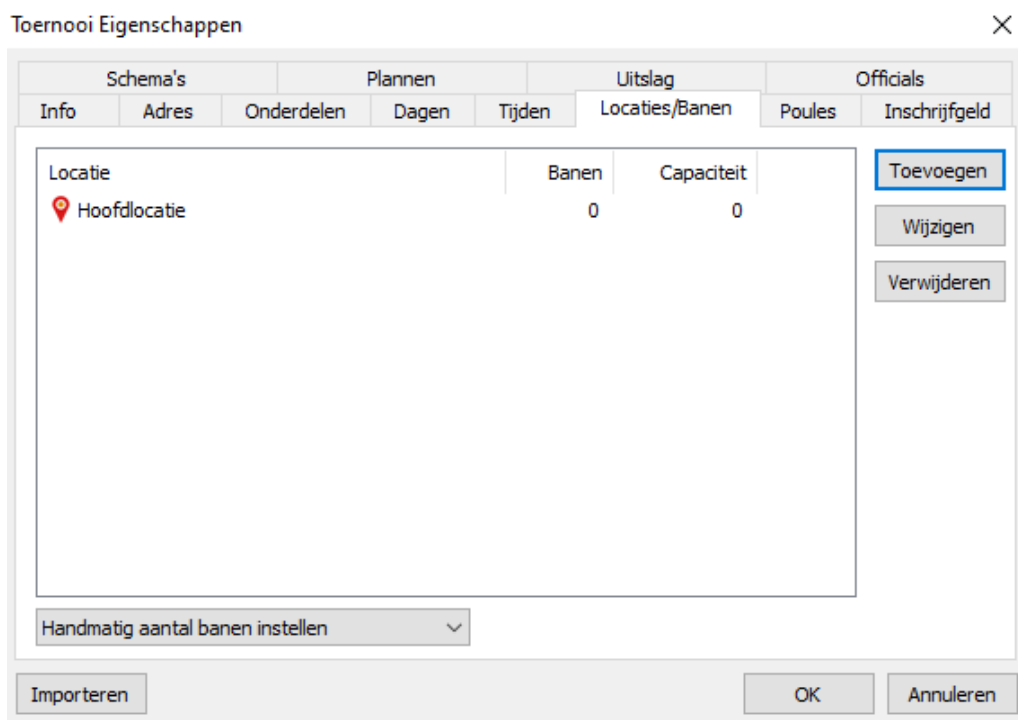 Toernooi Eigenschappen
Schema's Plannen Uitslag Officials
Info Adres Onderdelen Dagen Tijden Locaties/Banen Poules Inschrijfgeld
Locatie Banen Capaciteit
Hoofdlocatie 0 0
Toevoegen
Wijzigen
Verwijderen
Handmatig aantal banen instellen
Importeren OK Annuleren